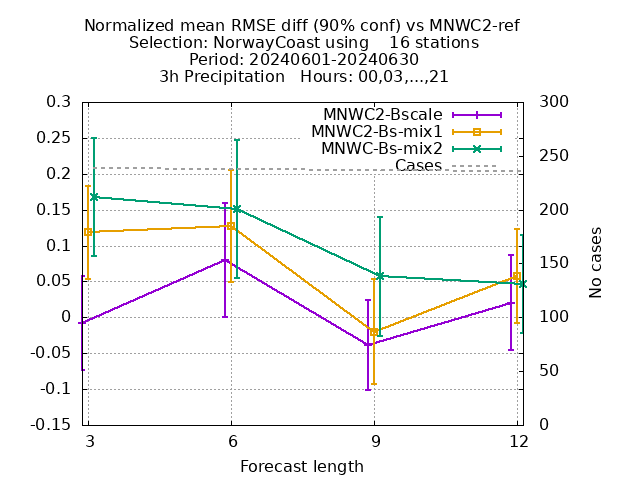 Normalized mean RMSE diff (90% conf) vs MNWC2-ref
Selection: NorwayCoast using    16 stations
Period: 20240601-20240630
3h Precipitation   Hours: 00,03,...,21
MNWC2-Bscale
MNWC2-Bs-mix1
MNWC-Bs-mix2
Cases
0.3
0.25
0.2
0.15
0.1
0.05
0
-0.05
-0.1
-0.15
300
250
200
150
100
50
0
No cases
3 6 9 12
Forecast length